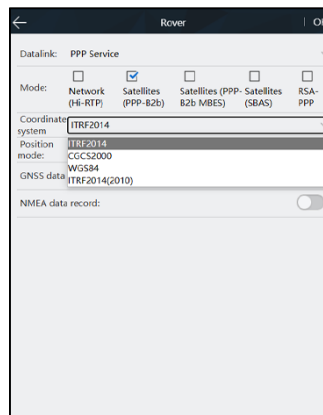 Rover
Datalink: PPP Service
Mode:
Network (Hi-RTP)
Satellites (PPP-B2b)
Satellites (PPP-B2b MBES)
Satellites (SBAS)
RSA-PPP
Coordinate system
ITRF2014
ITRF2014
CGCS2000
WGS84
ITRF2014(2010)
Position mode:
GNSS data
NMEA data record: